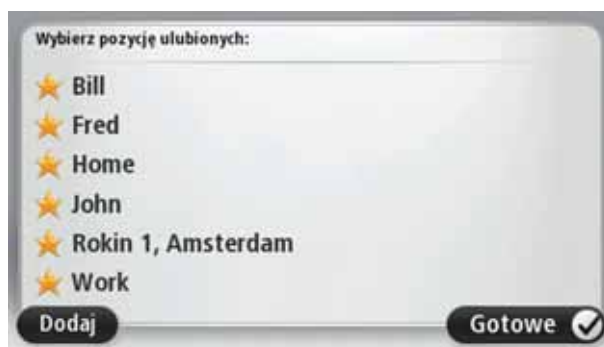 Wybierz pozycję ulubionych:
Bill
Fred
Home
John
Rokin 1, Amsterdam
Work
Dodaj
Gotowe